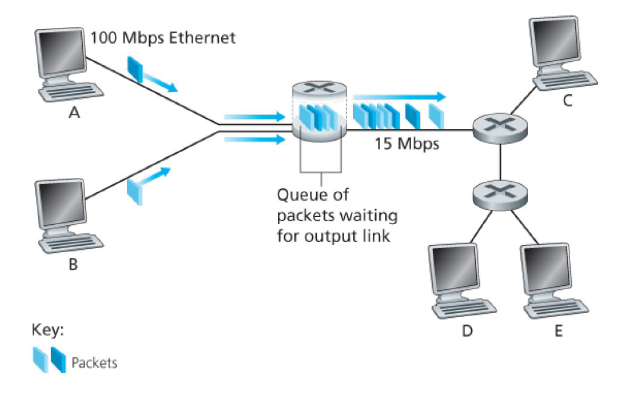 100 Mbps Ethernet
A
C
15 Mbps
Queue of
packets waiting
for output link
B
D
E
Key:
Packets